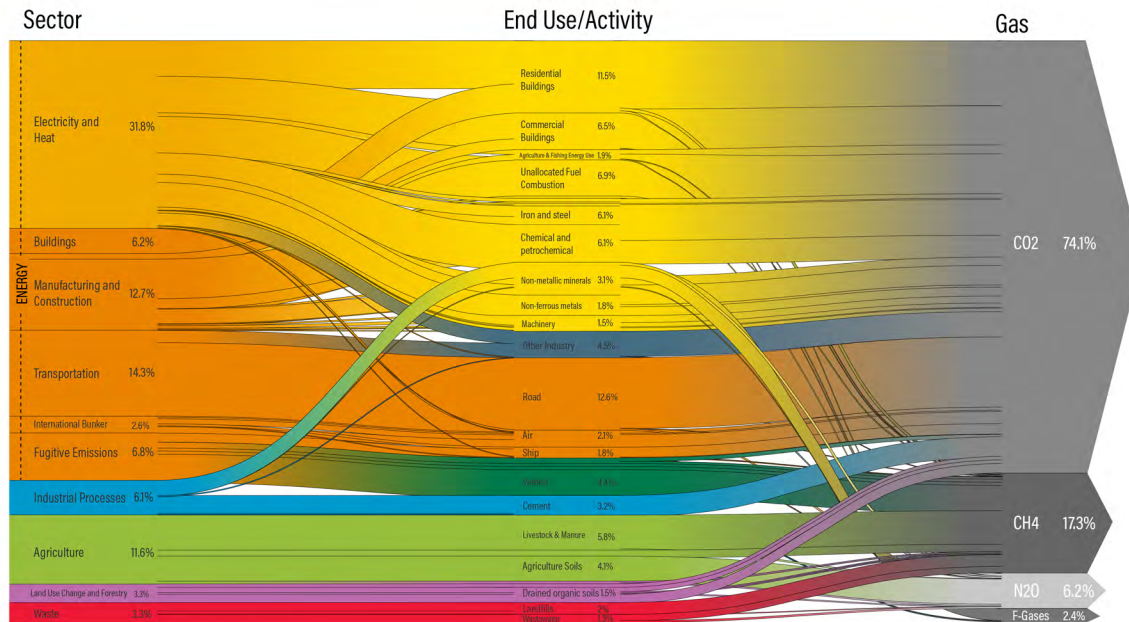 Sector
End Use/Activity
Gas
ENERGY
Electricity and
Heat
31.8%
Buildings
6.2%
Manufacturing and
Construction
12.7%
Transportation
14.3%
International Bunker
2.6%
Fugitive Emissions
6.8%
Industrial Processes
6.1%
Agriculture
11.6%
Land Use Change and Forestry
3.3%
Waste
3.3%
Residential
Buildings
11.5%
Commercial
Buildings
6.5%
Agriculture & Fishing Energy Use
1.9%
Unallocated Fuel
Combustion
6.9%
Iron and steel
6.1%
Chemical and
petrochemical
6.1%
Non-metallic minerals
3.1%
Non-ferrous metals
1.8%
Machinery
1.5%
Other Industry
4.5%
Road
12.6%
Air
2.1%
Ship
1.8%
4.4%
Cement
3.2%
Livestock & Manure
5.8%
Agriculture Soils
4.1%
Drained organic soils
1.5%
Landfills
2%
Wastewater
1.3%
CO2
74.1%
CH4
17.3%
N2O
6.2%
F-Gases
2.4%